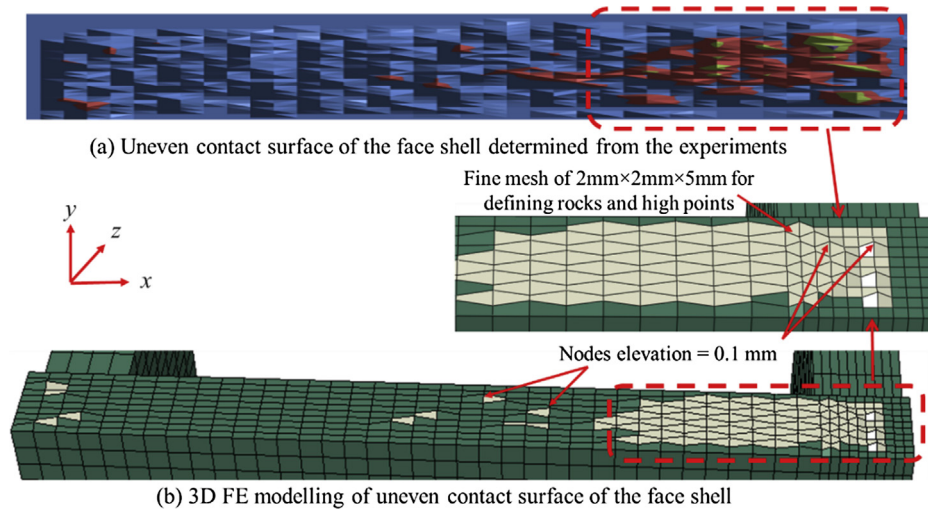 (a) Uneven contact surface of the face shell determined from the experiments
Fine mesh of 2mm×2mm×5mm for
defining rocks and high points
y
z
x
Nodes elevation = 0.1 mm
(b) 3D FE modelling of uneven contact surface of the face shell